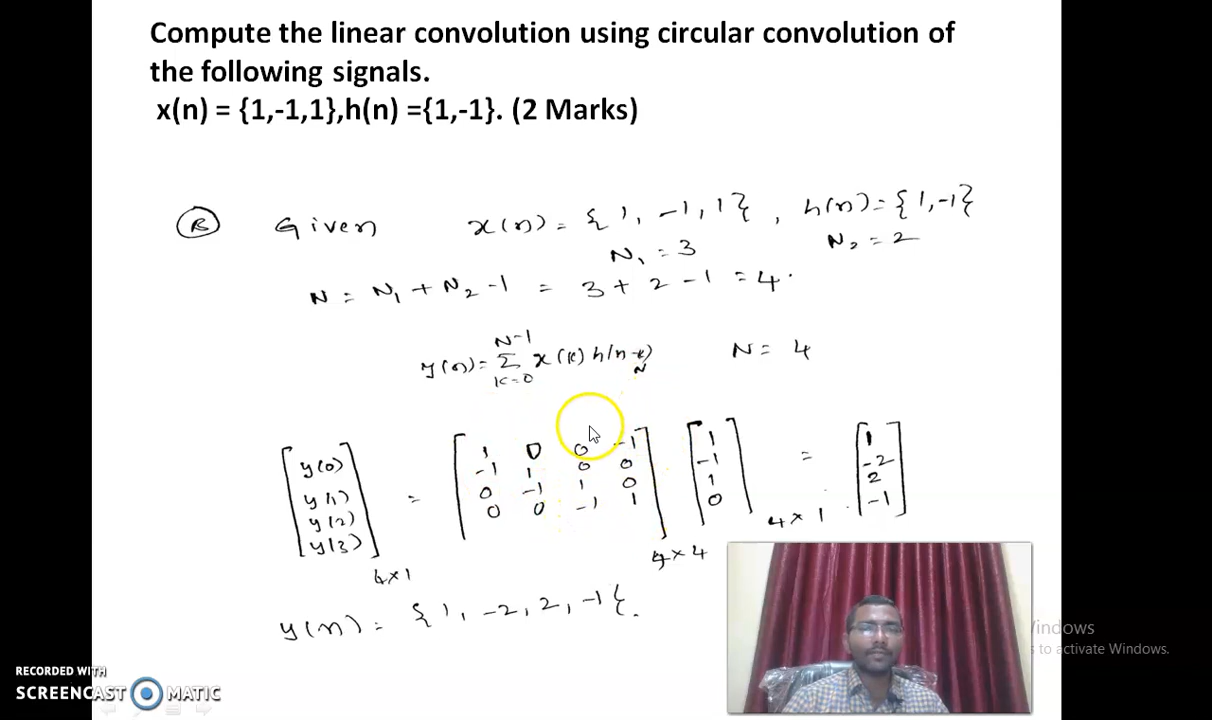 Compute the linear convolution using circular convolution of
the following signals.
x(n) = {1,-1,1},h(n) ={1,-1}. (2 Marks)
Given x(n) = { 1, -1, 1 } , h(n) = { 1, -1 }
N₁ = 3 N₂ = 2
N = N₁ + N₂ -1 = 3 + 2 -1 = 4.
N-1
y(n) = Σ x(k) h(n-k) N = 4
k=0 N
y(0) 1 0 0 -1 1 1
y(1) = -1 1 0 0 -1 = -2
y(2) 0 -1 1 0 1 2
y(3) 0 0 -1 1 0 -1
4×1 4×4 4×1
y(n) = { 1, -2, 2, -1 }.
indows
to activate Windows.
RECORDED WITH
SCREENCAST MATIC